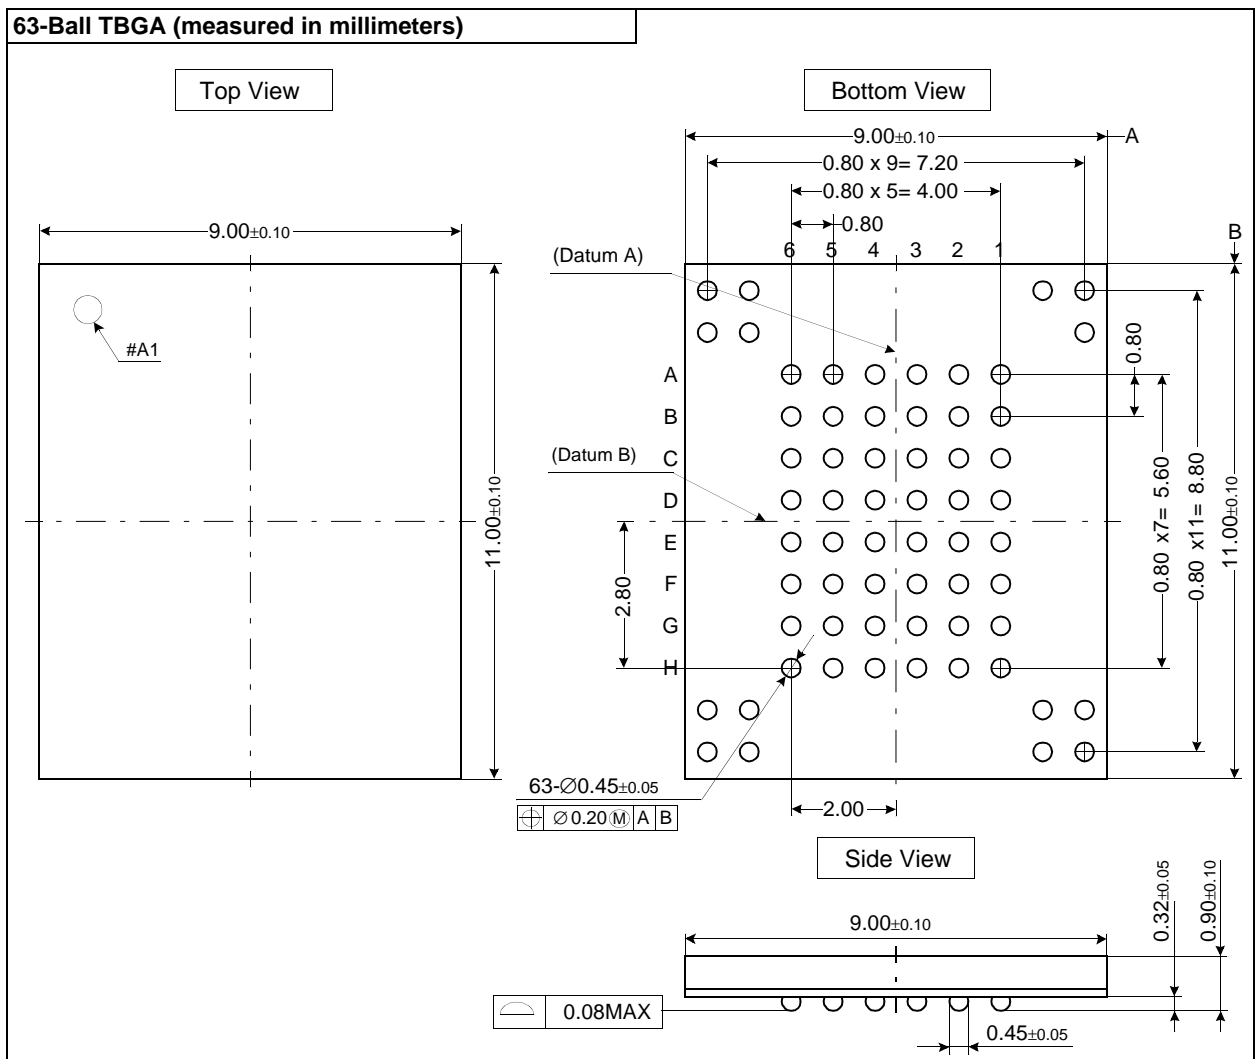 63-Ball TBGA (measured in millimeters)
Top View
Bottom View
9.00±0.10
A
0.80 x 9= 7.20
0.80 x 5= 4.00
0.80
9.00±0.10
B
(Datum A)
6 5 4 3 2 1
#A1
0.80
A
B
(Datum B)
C
D
E
F
G
H
11.00±0.10
2.80
0.80 x7= 5.60
0.80 x11= 8.80
11.00±0.10
63-∅0.45±0.05
∅0.20 Ⓜ A B
2.00
Side View
9.00±0.10
0.32±0.05
0.90±0.10
0.08MAX
0.45±0.05